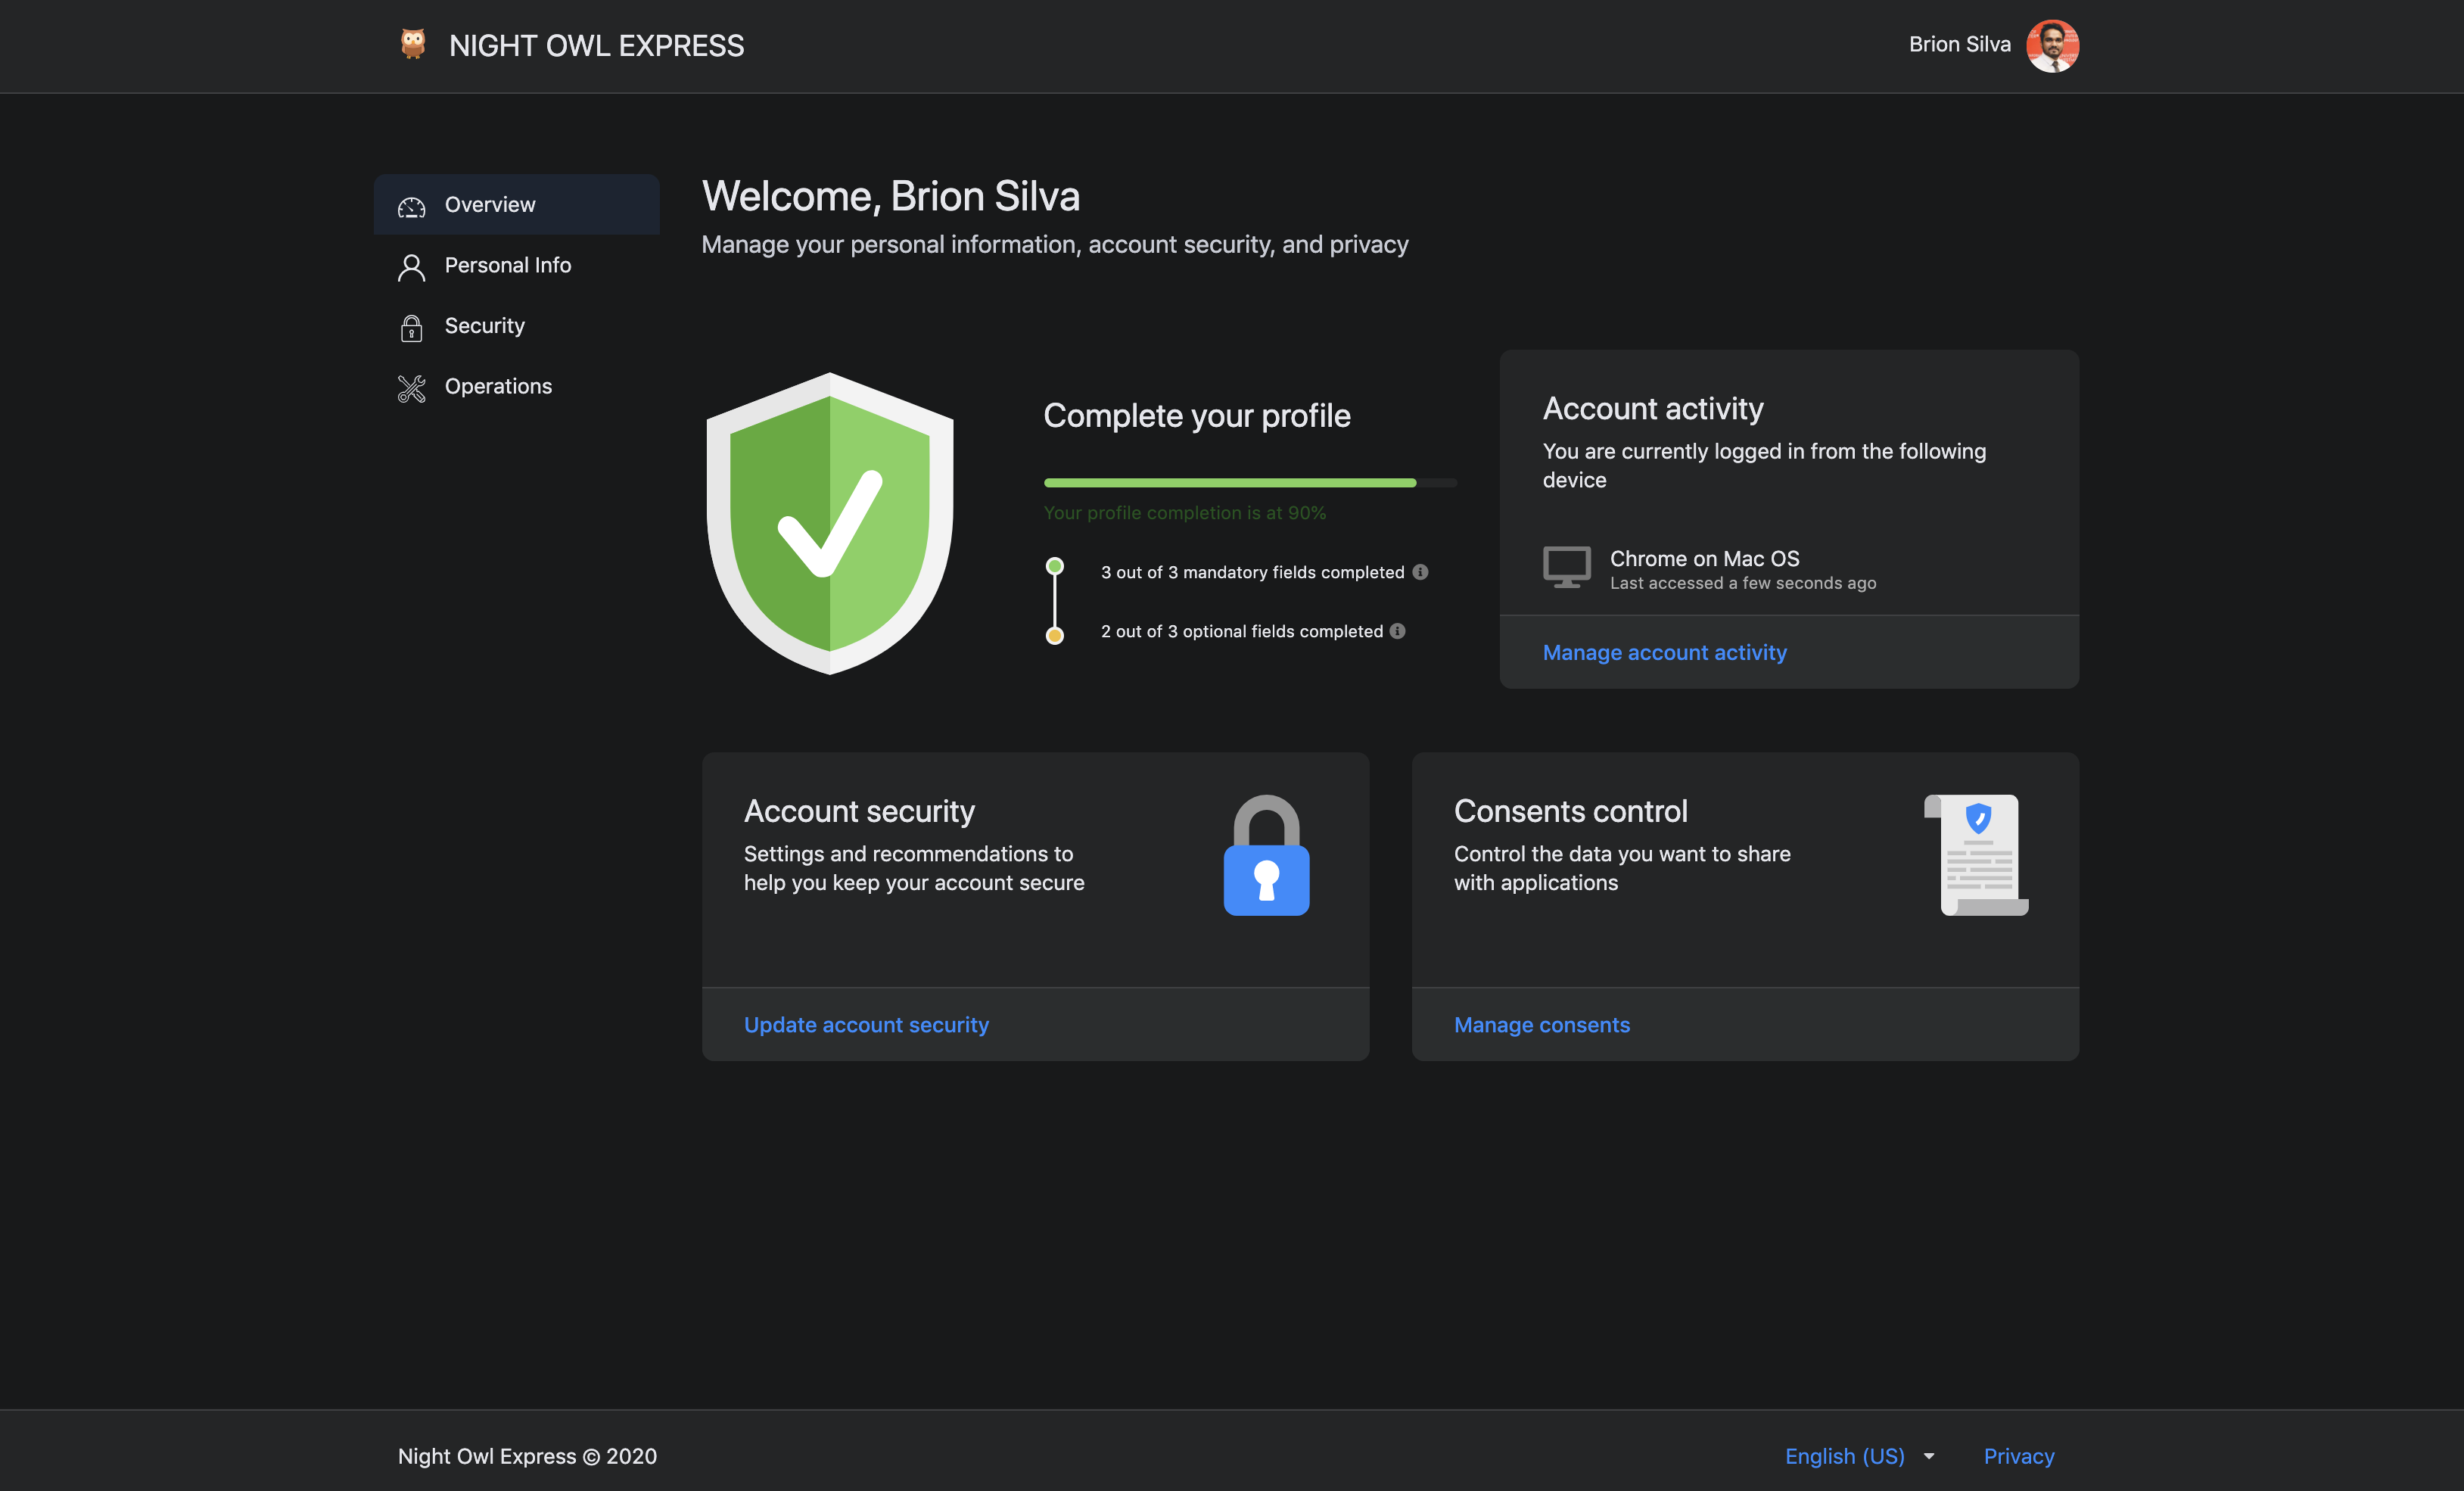 NIGHT OWL EXPRESS
Brion Silva
Overview
Personal Info
Security
Operations
Welcome, Brion Silva
Manage your personal information, account security, and privacy
Complete your profile
Your profile completion is at 90%
3 out of 3 mandatory fields completed
2 out of 3 optional fields completed
Account activity
You are currently logged in from the following
device
Chrome on Mac OS
Last accessed a few seconds ago
Manage account activity
Account security
Settings and recommendations to
help you keep your account secure
Update account security
Consents control
Control the data you want to share
with applications
Manage consents
Night Owl Express © 2020
English (US)
Privacy